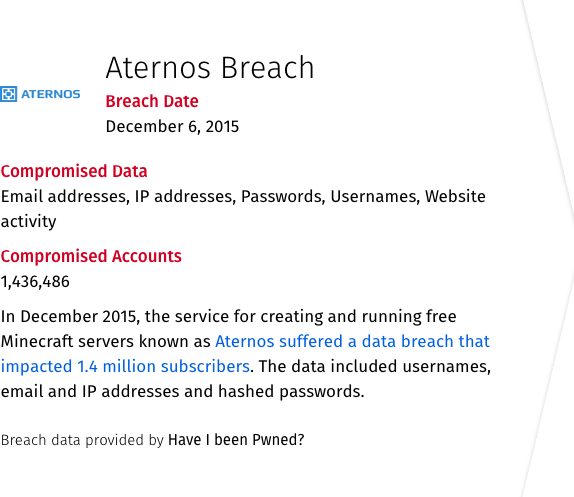 Aternos Breach
ATERNOS
Breach Date
December 6, 2015
Compromised Data
Email addresses, IP addresses, Passwords, Usernames, Website
activity
Compromised Accounts
1,436,486
In December 2015, the service for creating and running free
Minecraft servers known as Aternos suffered a data breach that
impacted 1.4 million subscribers. The data included usernames,
email and IP addresses and hashed passwords.
Breach data provided by Have I been Pwned?